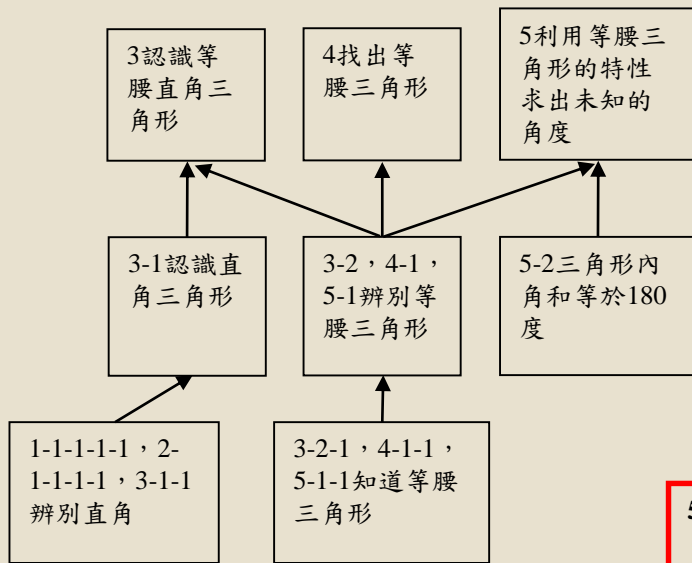 3認識等
腰直角三
角形
4找出等
腰三角形
5利用等腰三
角形的特性
求出未知的
角度
3-1認識直
角三角形
3-2，4-1，
5-1辨別等
腰三角形
5-2三角形內
角和等於180
度
1-1-1-1-1，2-
1-1-1-1，3-1-1
辨別直角
3-2-1，4-1-1，
5-1-1知道等腰
三角形
5